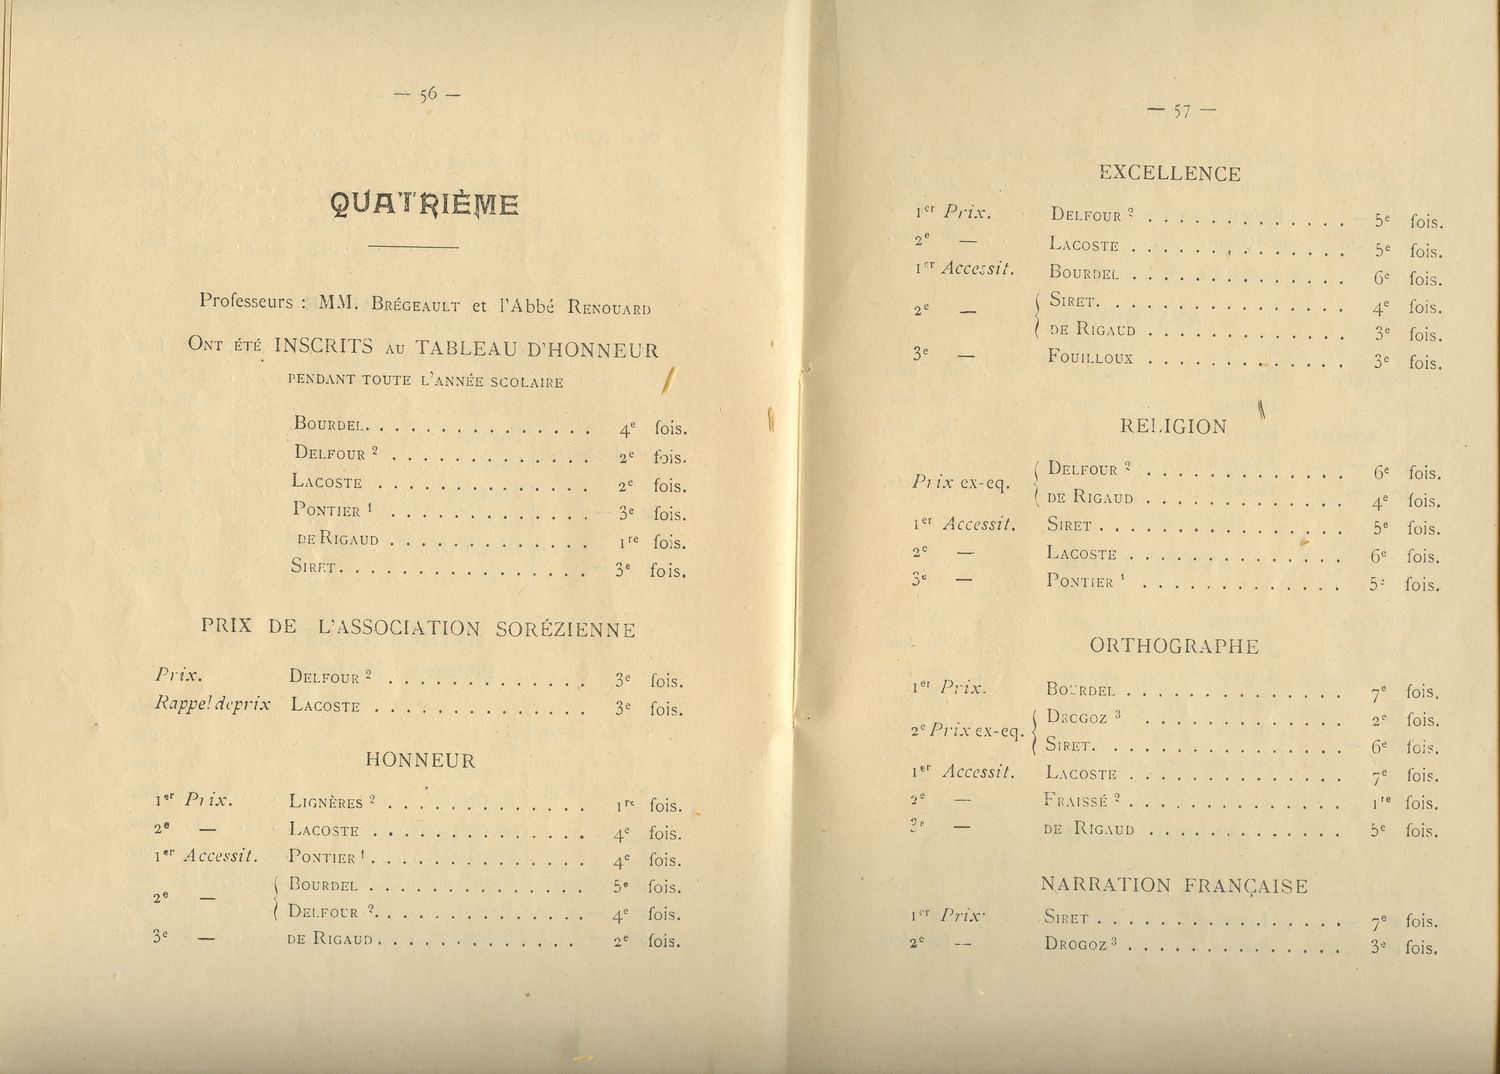 — 56 —
QUATRIÈME
Professeurs : MM. BRÉGEAULT et l'Abbé RENOUARD
ONT ÉTÉ INSCRITS AU TABLEAU D'HONNEUR
PENDANT TOUTE L'ANNÉE SCOLAIRE
BOURDEL. . . . . . . . . . . . . . . 4e fois.
DELFOUR 2 . . . . . . . . . . . . . 2e fois.
LACOSTE . . . . . . . . . . . . . . 2e fois.
PONTIER 1 . . . . . . . . . . . . . 3e fois.
DE RIGAUD . . . . . . . . . . . . . 1re fois.
SIRET. . . . . . . . . . . . . . . . 3e fois.
PRIX DE L'ASSOCIATION SORÉZIENNE
Prix. DELFOUR 2 . . . . . . . . . . . . . 3e fois.
Rappel de prix LACOSTE . . . . . . . . . . . . . . 3e fois.
HONNEUR
1er Prix. LIGNÈRES 2 . . . . . . . . . . . . . 1re fois.
2e — LACOSTE . . . . . . . . . . . . . . 4e fois.
1er Accessit. PONTIER 1 . . . . . . . . . . . . . . 4e fois.
2e — { BOURDEL . . . . . . . . . . . . . . 5e fois.
{ DELFOUR 2. . . . . . . . . . . . . . 4e fois.
3e — DE RIGAUD . . . . . . . . . . . . . 2e fois.
— 57 —
EXCELLENCE
1er Prix. DELFOUR 2 . . . . . . . . . . . . . 5e fois.
2e — LACOSTE . . . . . . . . . . . . . . 5e fois.
1er Accessit. BOURDEL . . . . . . . . . . . . . . 6e fois.
2e — { SIRET. . . . . . . . . . . . . . . . 4e fois.
{ DE RIGAUD . . . . . . . . . . . . . 3e fois.
3e — FOUILLOUX . . . . . . . . . . . . . 3e fois.
RELIGION
Prix ex-eq. { DELFOUR 2 . . . . . . . . . . . . . 6e fois.
{ DE RIGAUD . . . . . . . . . . . . . 4e fois.
1er Accessit. SIRET . . . . . . . . . . . . . . . . 5e fois.
2e — LACOSTE . . . . . . . . . . . . . . 6e fois.
3e — PONTIER 1 . . . . . . . . . . . . . 5e fois.
ORTHOGRAPHE
1er Prix. BOURDEL . . . . . . . . . . . . . . 7e fois.
2e Prix ex-eq. { DROGOZ 3 . . . . . . . . . . . . . 2e fois.
{ SIRET. . . . . . . . . . . . . . . . 6e fois.
1er Accessit. LACOSTE . . . . . . . . . . . . . . 7e fois.
2e — FRAISSÉ 2 . . . . . . . . . . . . . . 1re fois.
3e — DE RIGAUD . . . . . . . . . . . . . 5e fois.
NARRATION FRANÇAISE
1er Prix. SIRET . . . . . . . . . . . . . . . . 7e fois.
2e — DROGOZ 3 . . . . . . . . . . . . . . 3e fois.